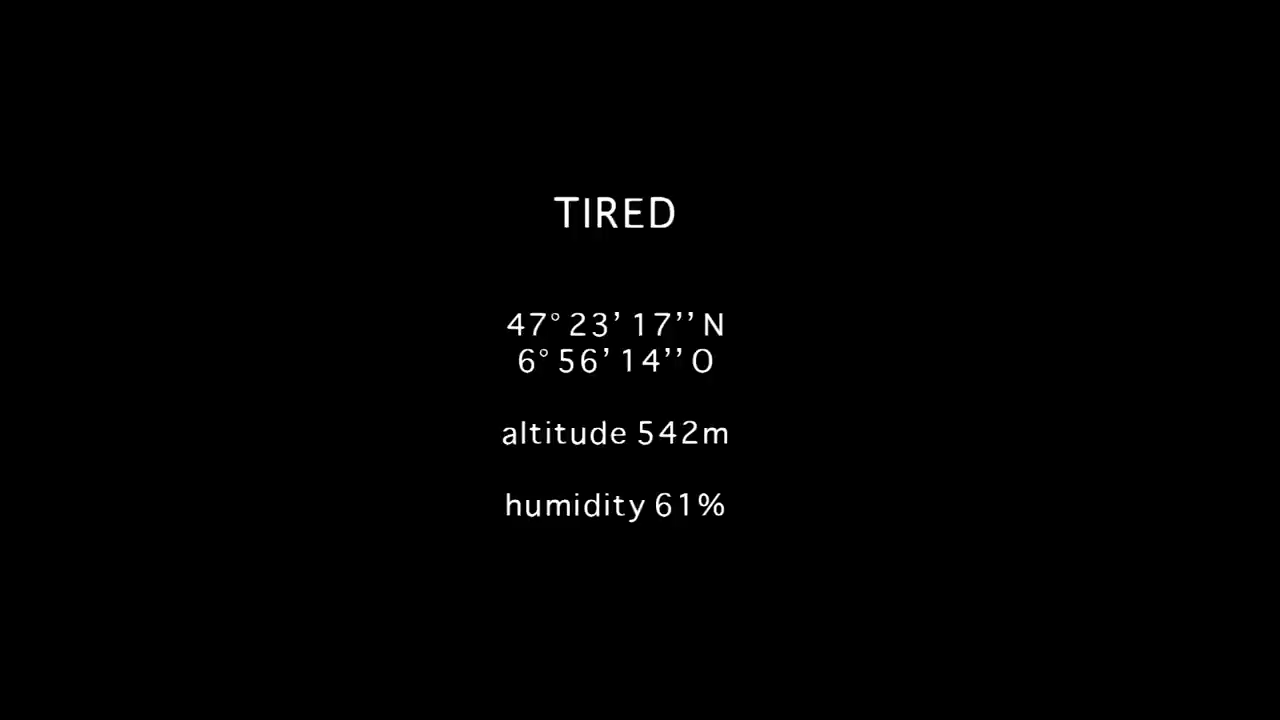 TIRED
47° 23’ 17’’ N
6° 56’ 14’’ O
altitude 542m
humidity 61%